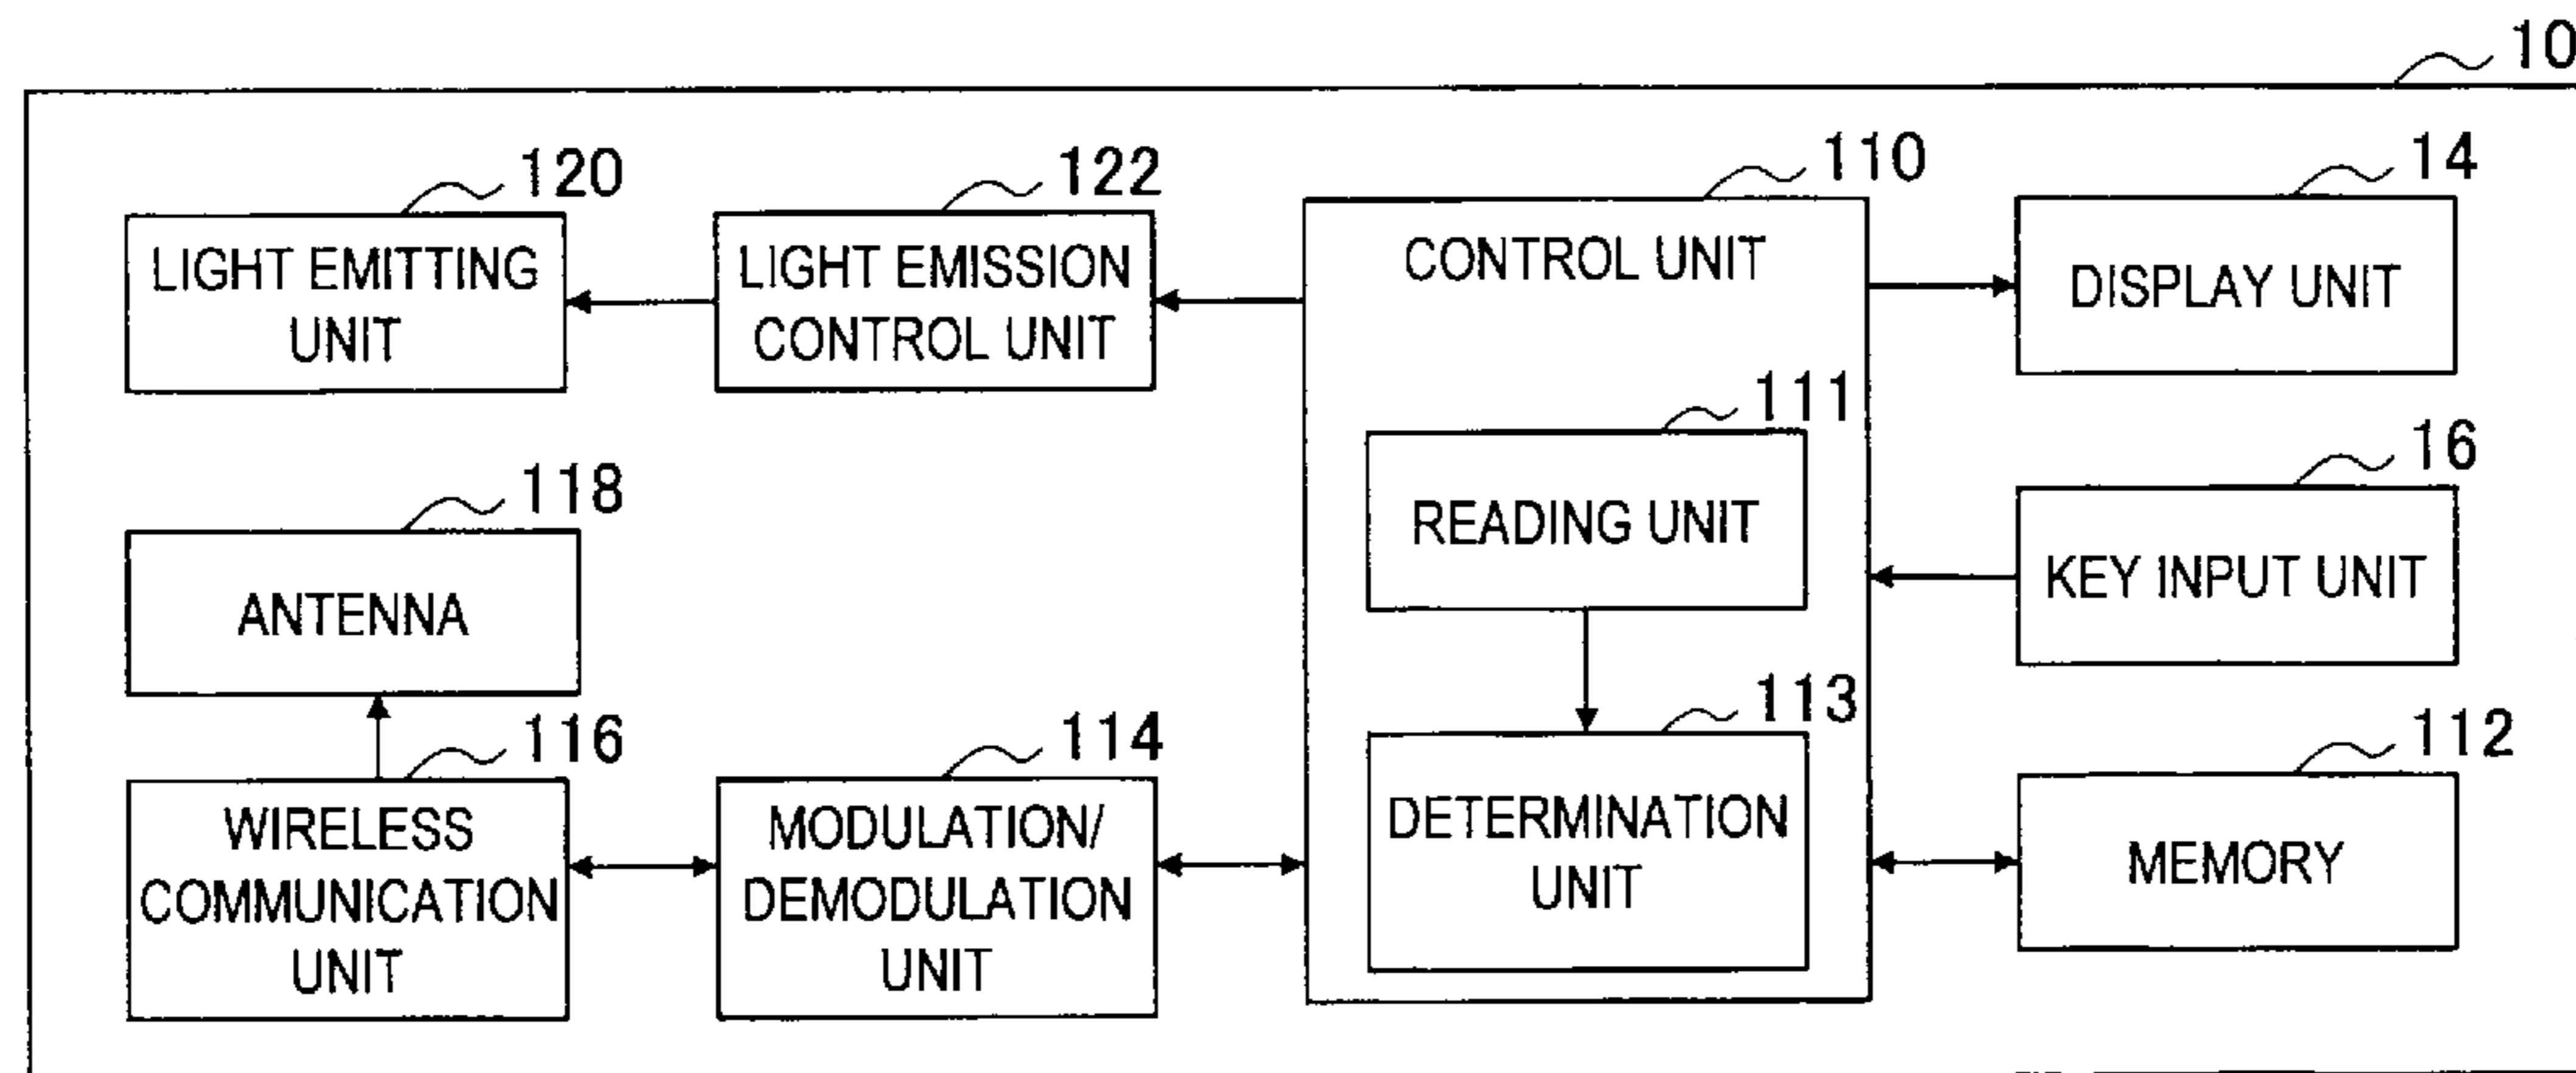 10
120
LIGHT EMITTING
UNIT
122
LIGHT EMISSION
CONTROL UNIT
110
CONTROL UNIT
14
DISPLAY UNIT
111
READING UNIT
16
KEY INPUT UNIT
118
ANTENNA
116
WIRELESS
COMMUNICATION
UNIT
114
MODULATION/
DEMODULATION
UNIT
113
DETERMINATION
UNIT
112
MEMORY